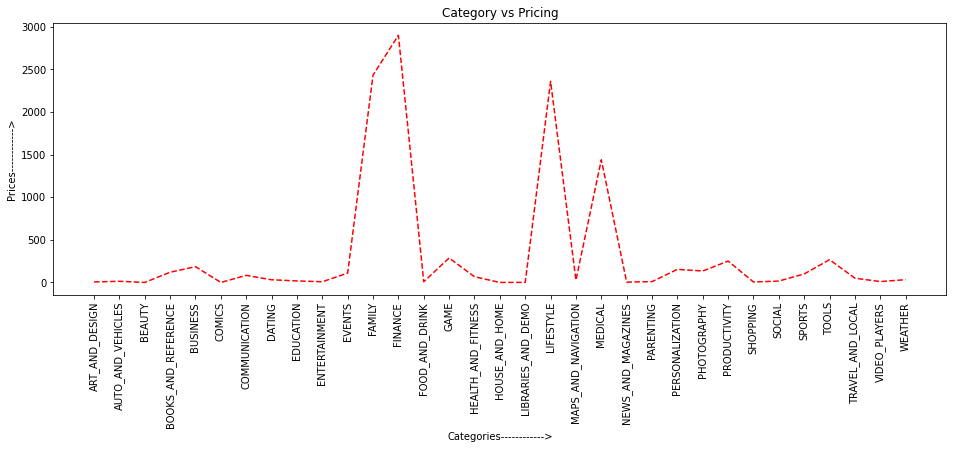 Category vs Pricing
Prices------------>
3000
2500
2000
1500
1000
500
0
ART_AND_DESIGN
AUTO_AND_VEHICLES
BEAUTY
BOOKS_AND_REFERENCE
BUSINESS
COMICS
COMMUNICATION
DATING
EDUCATION
ENTERTAINMENT
EVENTS
FAMILY
FINANCE
FOOD_AND_DRINK
GAME
HEALTH_AND_FITNESS
HOUSE_AND_HOME
LIBRARIES_AND_DEMO
LIFESTYLE
MAPS_AND_NAVIGATION
MEDICAL
NEWS_AND_MAGAZINES
PARENTING
PERSONALIZATION
PHOTOGRAPHY
PRODUCTIVITY
SHOPPING
SOCIAL
SPORTS
TOOLS
TRAVEL_AND_LOCAL
VIDEO_PLAYERS
WEATHER
Categories------------>